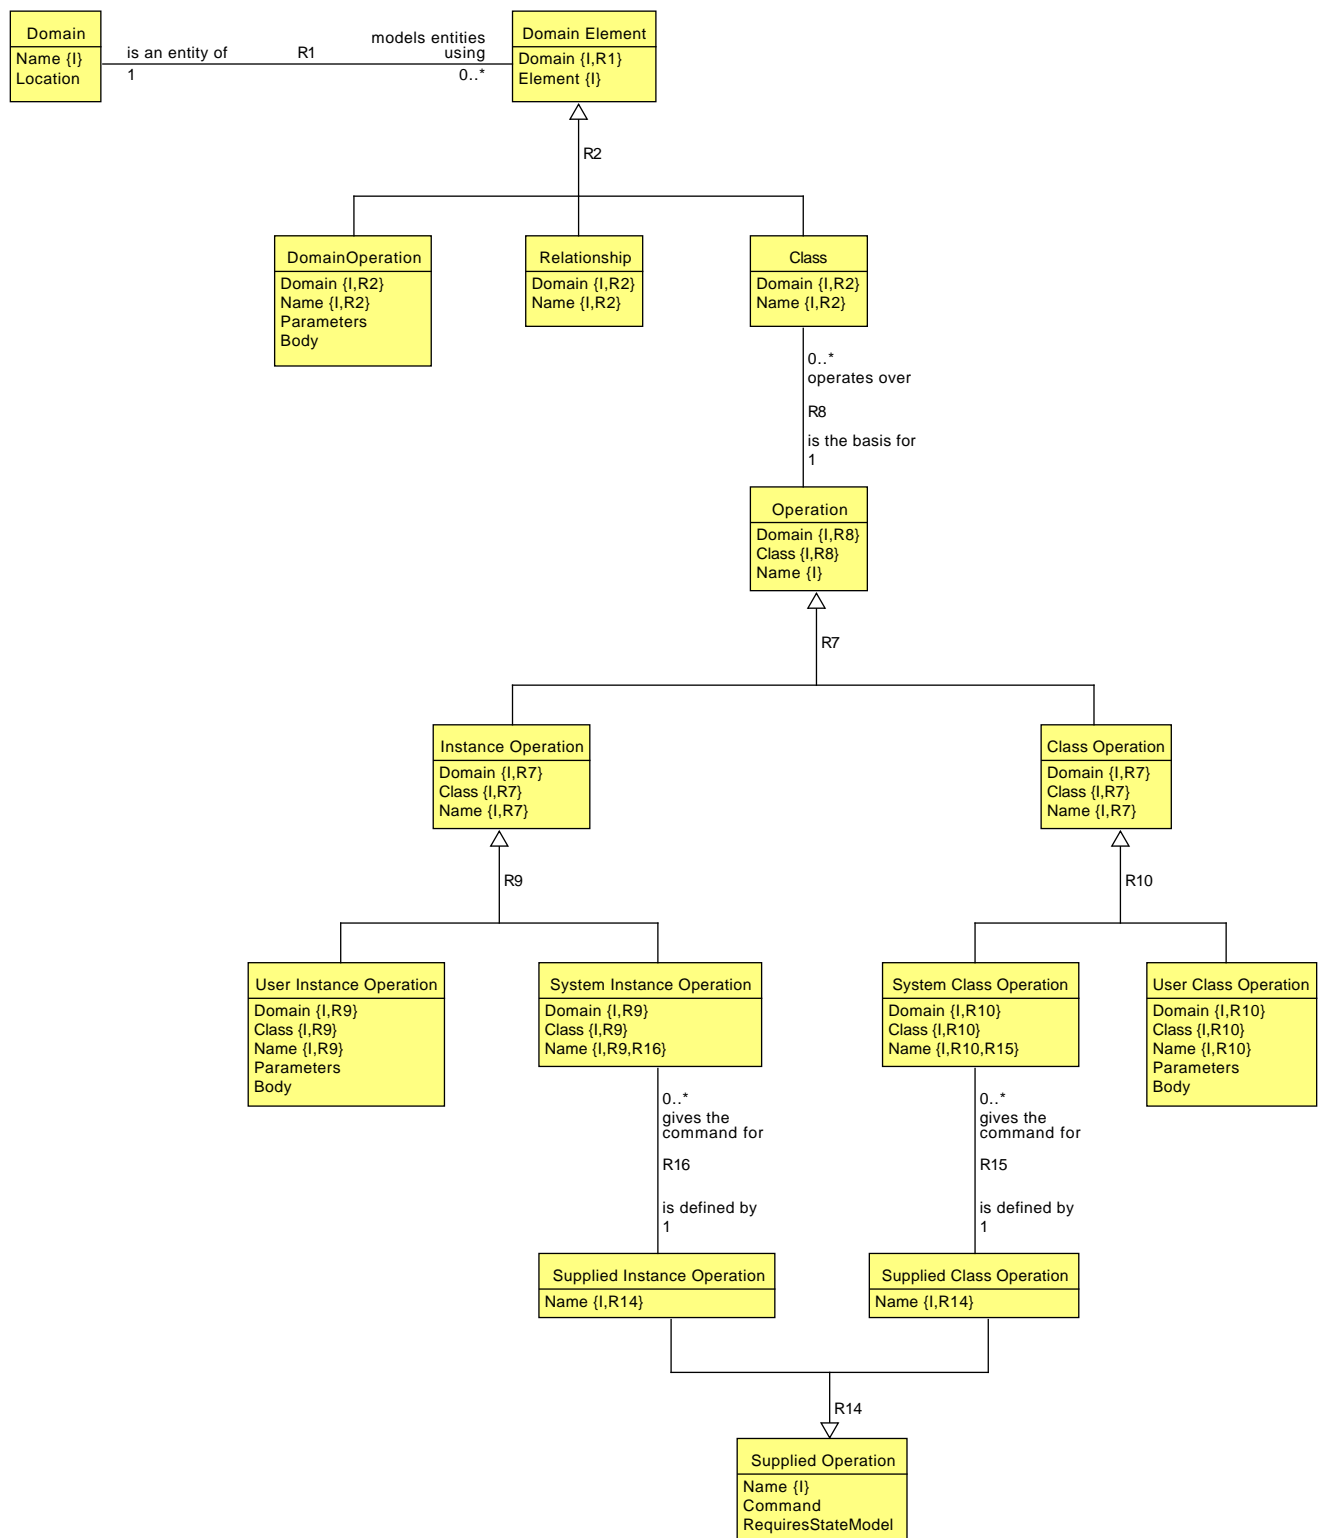 Domain
Name {I}
Location
is an entity of
1
R1
models entities
using
0..*
Domain Element
Domain {I,R1}
Element {I}
R2
DomainOperation
Domain {I,R2}
Name {I,R2}
Parameters
Body
Relationship
Domain {I,R2}
Name {I,R2}
Class
Domain {I,R2}
Name {I,R2}
0..*
operates over
R8
is the basis for
1
Operation
Domain {I,R8}
Class {I,R8}
Name {I}
R7
Instance Operation
Domain {I,R7}
Class {I,R7}
Name {I,R7}
Class Operation
Domain {I,R7}
Class {I,R7}
Name {I,R7}
R9
R10
User Instance Operation
Domain {I,R9}
Class {I,R9}
Name {I,R9}
Parameters
Body
System Instance Operation
Domain {I,R9}
Class {I,R9}
Name {I,R9,R16}
System Class Operation
Domain {I,R10}
Class {I,R10}
Name {I,R10,R15}
User Class Operation
Domain {I,R10}
Class {I,R10}
Name {I,R10}
Parameters
Body
0..*
gives the
command for
R16
is defined by
1
0..*
gives the
command for
R15
is defined by
1
Supplied Instance Operation
Name {I,R14}
Supplied Class Operation
Name {I,R14}
R14
Supplied Operation
Name {I}
Command
RequiresStateModel